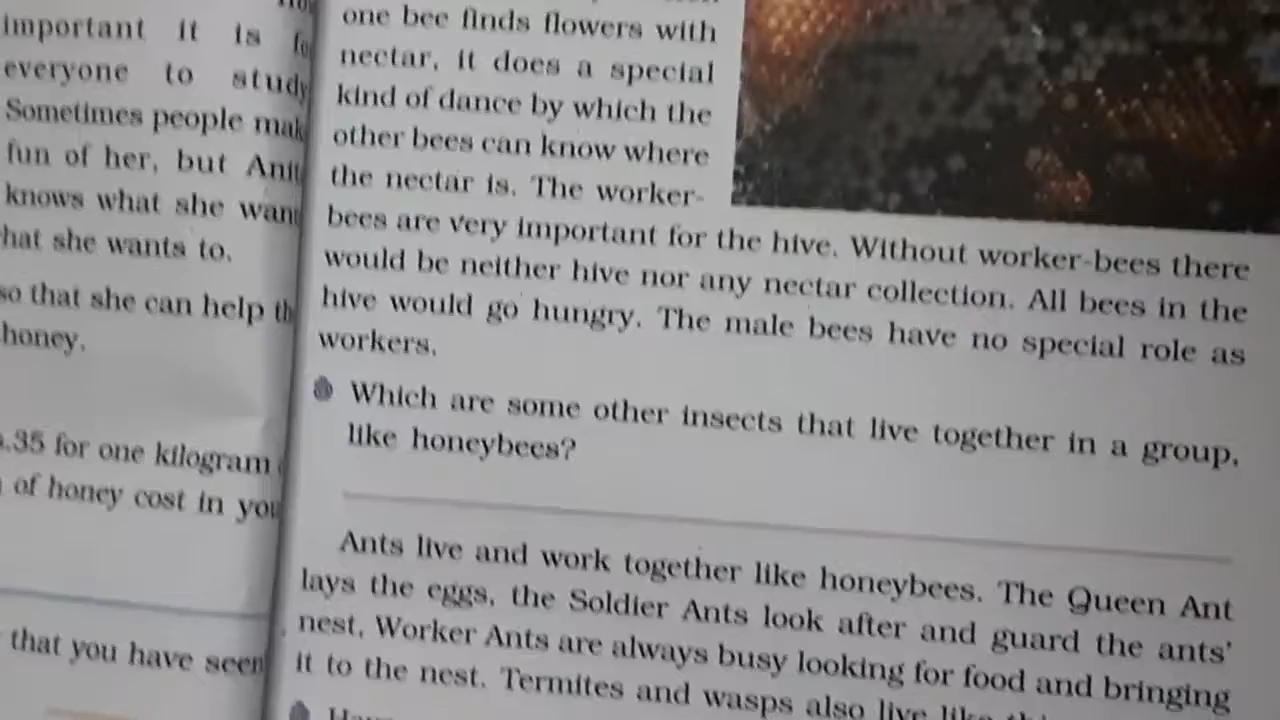 important it is
everyone to study
Sometimes people
fun of her, but
knows what she
she wants to.
so that she can help
honey.
.35 for one kilogram
of honey cost in
that you have seen
one bee finds flowers with
nectar, it does a special
kind of dance by which the
other bees can know where
the nectar is. The worker-
bees are very important for the hive. Without worker-bees there
would be neither hive nor any nectar collection. All bees in the
hive would go hungry. The male bees have no special role as
workers.
Which are some other insects that live together in a group,
like honeybees?
Ants live and work together like honeybees. The Queen Ant
lays the eggs, the Soldier Ants look after and guard the ants'
nest. Worker Ants are always busy looking for food and bringing
it to the nest. Termites and wasps also live like